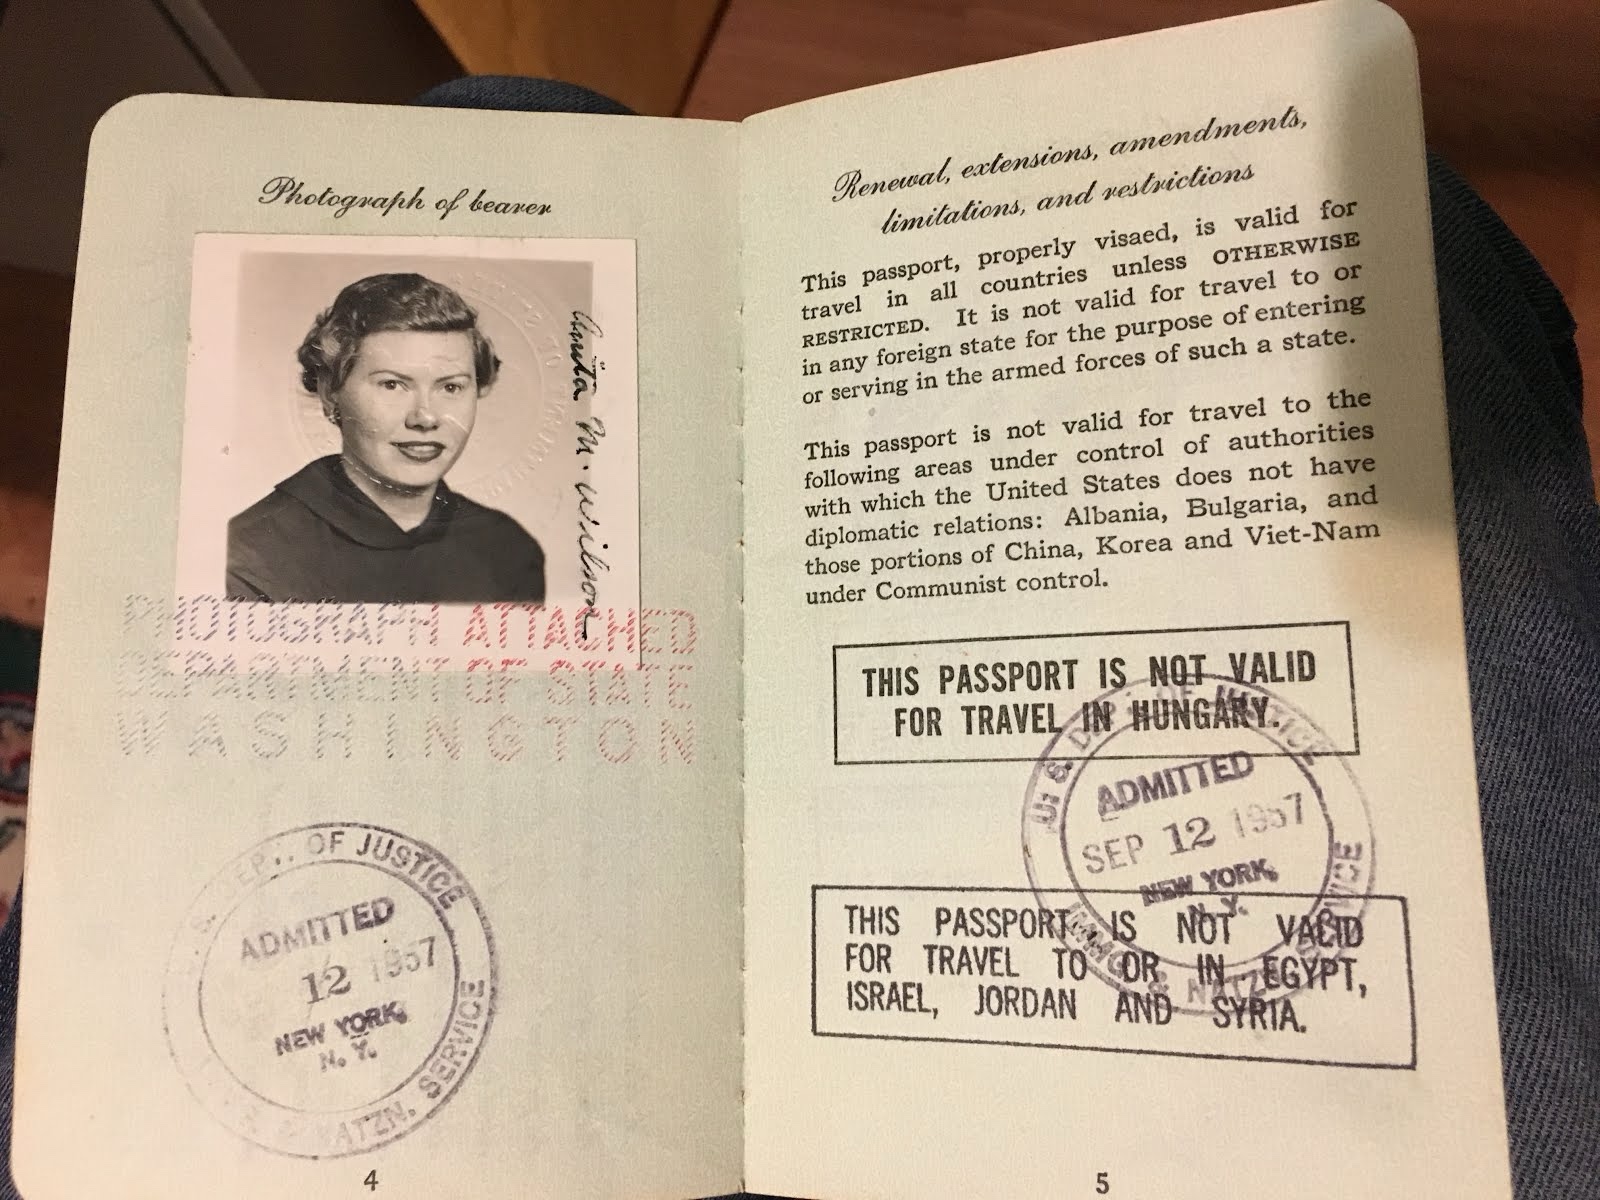 Photograph of bearer
Anita M. Wilson
PHOTOGRAPH ATTACHED
DEPARTMENT OF STATE
WASHINGTON
S. DEPT. OF JUSTICE
ADMITTED
12 1957
NEW YORK,
N. Y.
& NATZN. SERVICE
4
Renewal, extensions, amendments,
limitations, and restrictions
This passport, properly visaed, is valid for
travel in all countries unless OTHERWISE
RESTRICTED. It is not valid for travel to or
in any foreign state for the purpose of entering
or serving in the armed forces of such a state.
This passport is not valid for travel to the
following areas under control of authorities
with which the United States does not have
diplomatic relations: Albania, Bulgaria, and
those portions of China, Korea and Viet-Nam
under Communist control.
THIS PASSPORT IS NOT VALID
FOR TRAVEL IN HUNGARY.
U. S. DEPT. OF JUSTICE
ADMITTED
SEP 12 1957
NEW YORK,
N. Y.
IMMG. & NATZN. SERVICE
THIS PASSPORT IS NOT VALID
FOR TRAVEL TO OR IN EGYPT,
ISRAEL, JORDAN AND SYRIA.
5